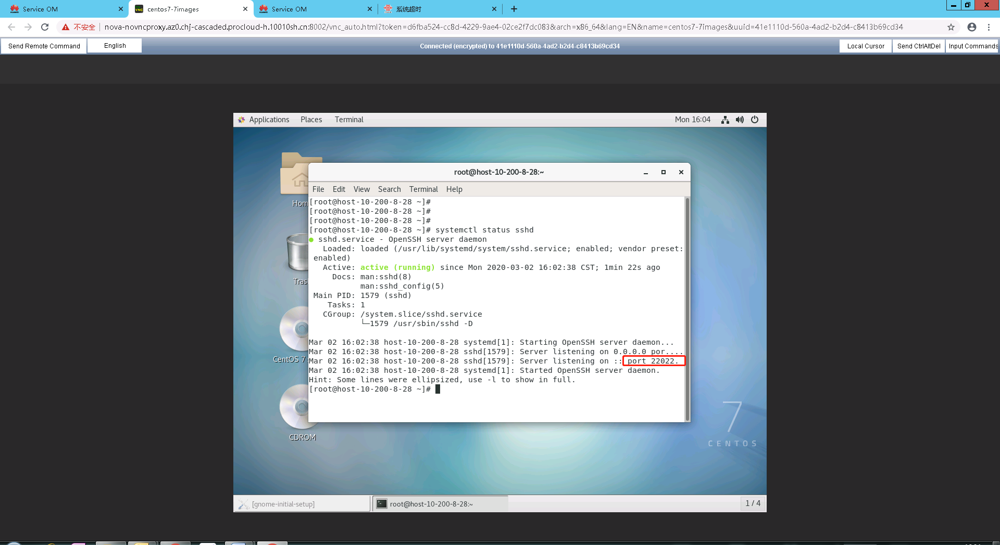 Service OM
centos7-7images
Service OM
系统超时
不安全
nova-novncproxy.az0.chj-cascaded.procloud-h.10010sh.cn:8002/vnc_auto.html?token=d6fba524-cc8d-4229-9ae4-02ce2f7dc083&arch=x86_64&lang=EN&name=centos7-7images&uuid=41e1110d-560a-4ad2-b2d4-c8413b69cd34
Send Remote Command
English
Connected (encrypted) to 41e1110d-560a-4ad2-b2d4-c8413b69cd34
Local Cursor
Send CtrlAltDel
Input Commands
Applications
Places
Terminal
Mon 16:04
root@host-10-200-8-28:~
File Edit View Search Terminal Help
[root@host-10-200-8-28 ~]#
[root@host-10-200-8-28 ~]#
[root@host-10-200-8-28 ~]#
[root@host-10-200-8-28 ~]# systemctl status sshd
● sshd.service - OpenSSH server daemon
Loaded: loaded (/usr/lib/systemd/system/sshd.service; enabled; vendor preset:
enabled)
Active: active (running) since Mon 2020-03-02 16:02:38 CST; 1min 22s ago
Docs: man:sshd(8)
man:sshd_config(5)
Main PID: 1579 (sshd)
Tasks: 1
CGroup: /system.slice/sshd.service
└─1579 /usr/sbin/sshd -D
Mar 02 16:02:38 host-10-200-8-28 systemd[1]: Starting OpenSSH server daemon...
Mar 02 16:02:38 host-10-200-8-28 sshd[1579]: Server listening on 0.0.0.0 por....
Mar 02 16:02:38 host-10-200-8-28 sshd[1579]: Server listening on :: port 22022.
Mar 02 16:02:38 host-10-200-8-28 systemd[1]: Started OpenSSH server daemon.
Hint: Some lines were ellipsized, use -l to show in full.
[root@host-10-200-8-28 ~]#
Hom
Tras
CentOS 7
CDROM
7
CENTOS
[gnome-initial-setup]
root@host-10-200-8-28:~
1 / 4